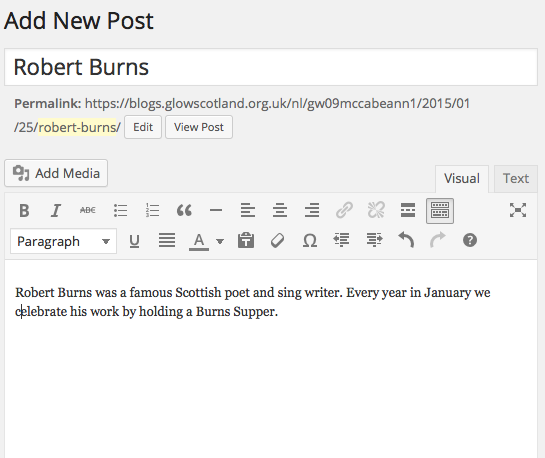 Add New Post
Robert Burns
Permalink: https://blogs.glowscotland.org.uk/nl/gw09mccabeann1/2015/01
/25/robert-burns/ Edit View Post
Add Media Visual Text
B I ABC
Paragraph U A T Ω ?
Robert Burns was a famous Scottish poet and sing writer. Every year in January we
celebrate his work by holding a Burns Supper.